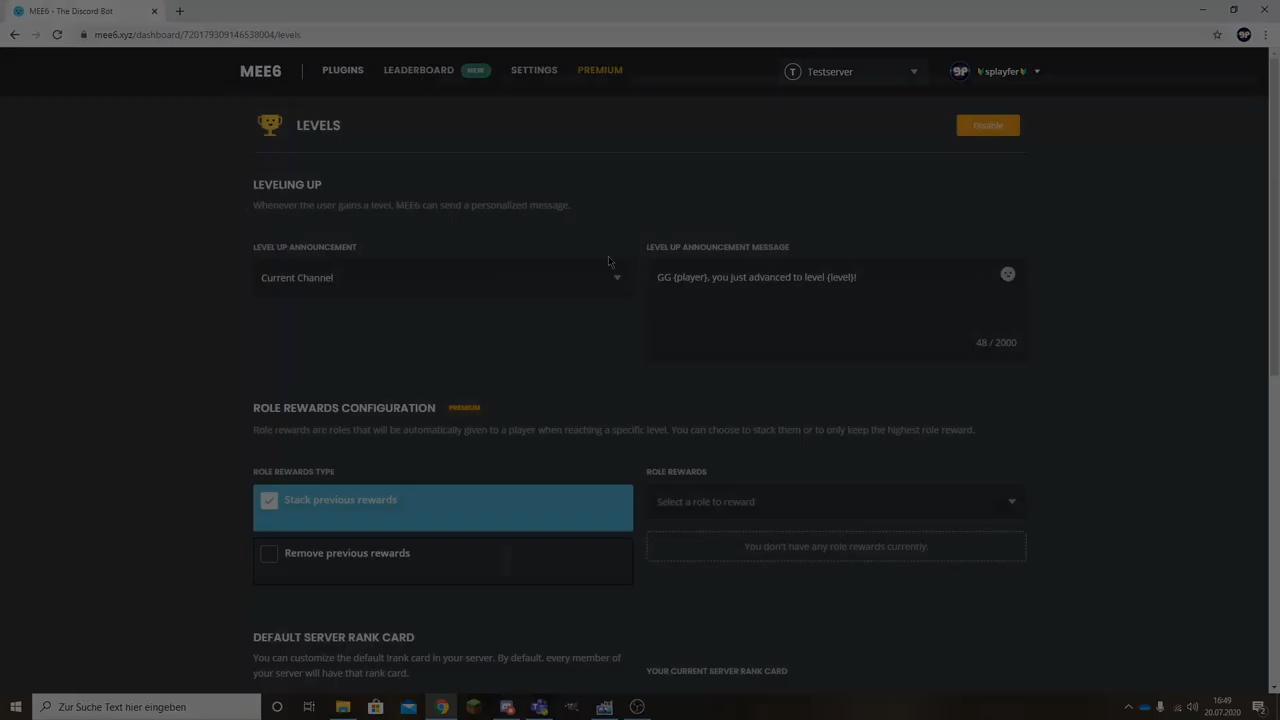 MEE6 - The Discord Bot
mee6.xyz/dashboard/720179309146538004/levels
MEE6 PLUGINS LEADERBOARD NEW SETTINGS PREMIUM T Testserver 9P splayfer
LEVELS Disable
LEVELING UP
Whenever the user gains a level, MEE6 can send a personalized message.
LEVEL UP ANNOUNCEMENT LEVEL UP ANNOUNCEMENT MESSAGE
Current Channel GG {player}, you just advanced to level {level}!
48 / 2000
ROLE REWARDS CONFIGURATION PREMIUM
Role rewards are roles that will be automatically given to a player when reaching a specific level. You can choose to stack them or to only keep the highest role reward.
ROLE REWARDS TYPE ROLE REWARDS
Stack previous rewards Select a role to reward
Remove previous rewards You don't have any role rewards currently.
DEFAULT SERVER RANK CARD
You can customize the default !rank card in your server. By default, every member of
your server will have that rank card. YOUR CURRENT SERVER RANK CARD
Zur Suche Text hier eingeben 16:49
20.07.2020 2